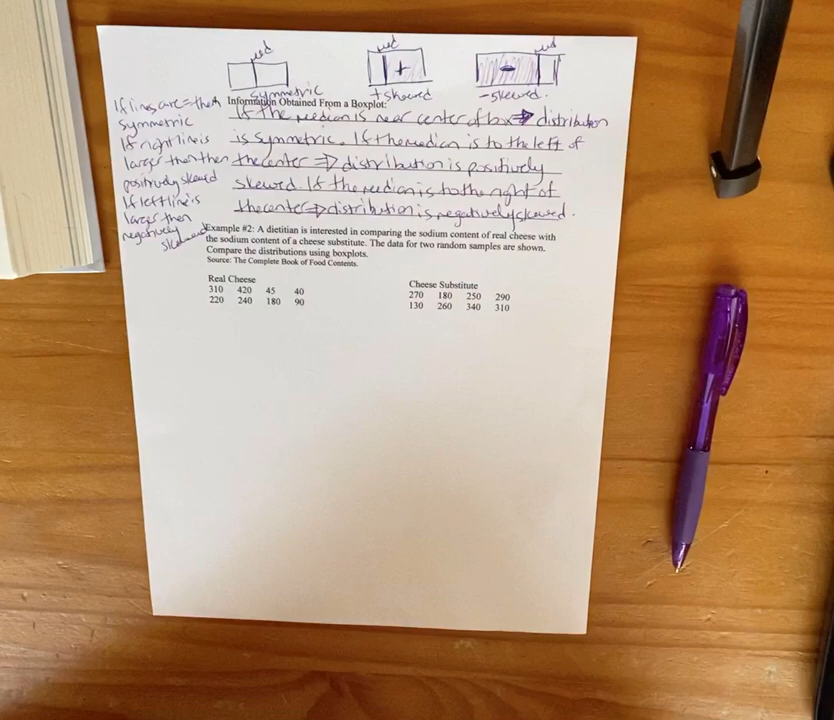 med med med
symmetric + skewed - skewed.
Information Obtained From a Boxplot:
If lines are = then
symmetric
If right line is
larger then then
positively skewed
If left line is
larger then
negatively
skewed
If the median is near center of box ⇒ distribution
is symmetric. If the median is to the left of
the center ⇒ distribution is positively
skewed. If the median is to the right of
the center ⇒ distribution is negatively skewed.
Example #2: A dietitian is interested in comparing the sodium content of real cheese with
the sodium content of a cheese substitute. The data for two random samples are shown.
Compare the distributions using boxplots.
Source: The Complete Book of Food Contents.
Real Cheese
310 420 45 40
220 240 180 90
Cheese Substitute
270 180 250 290
130 260 340 310